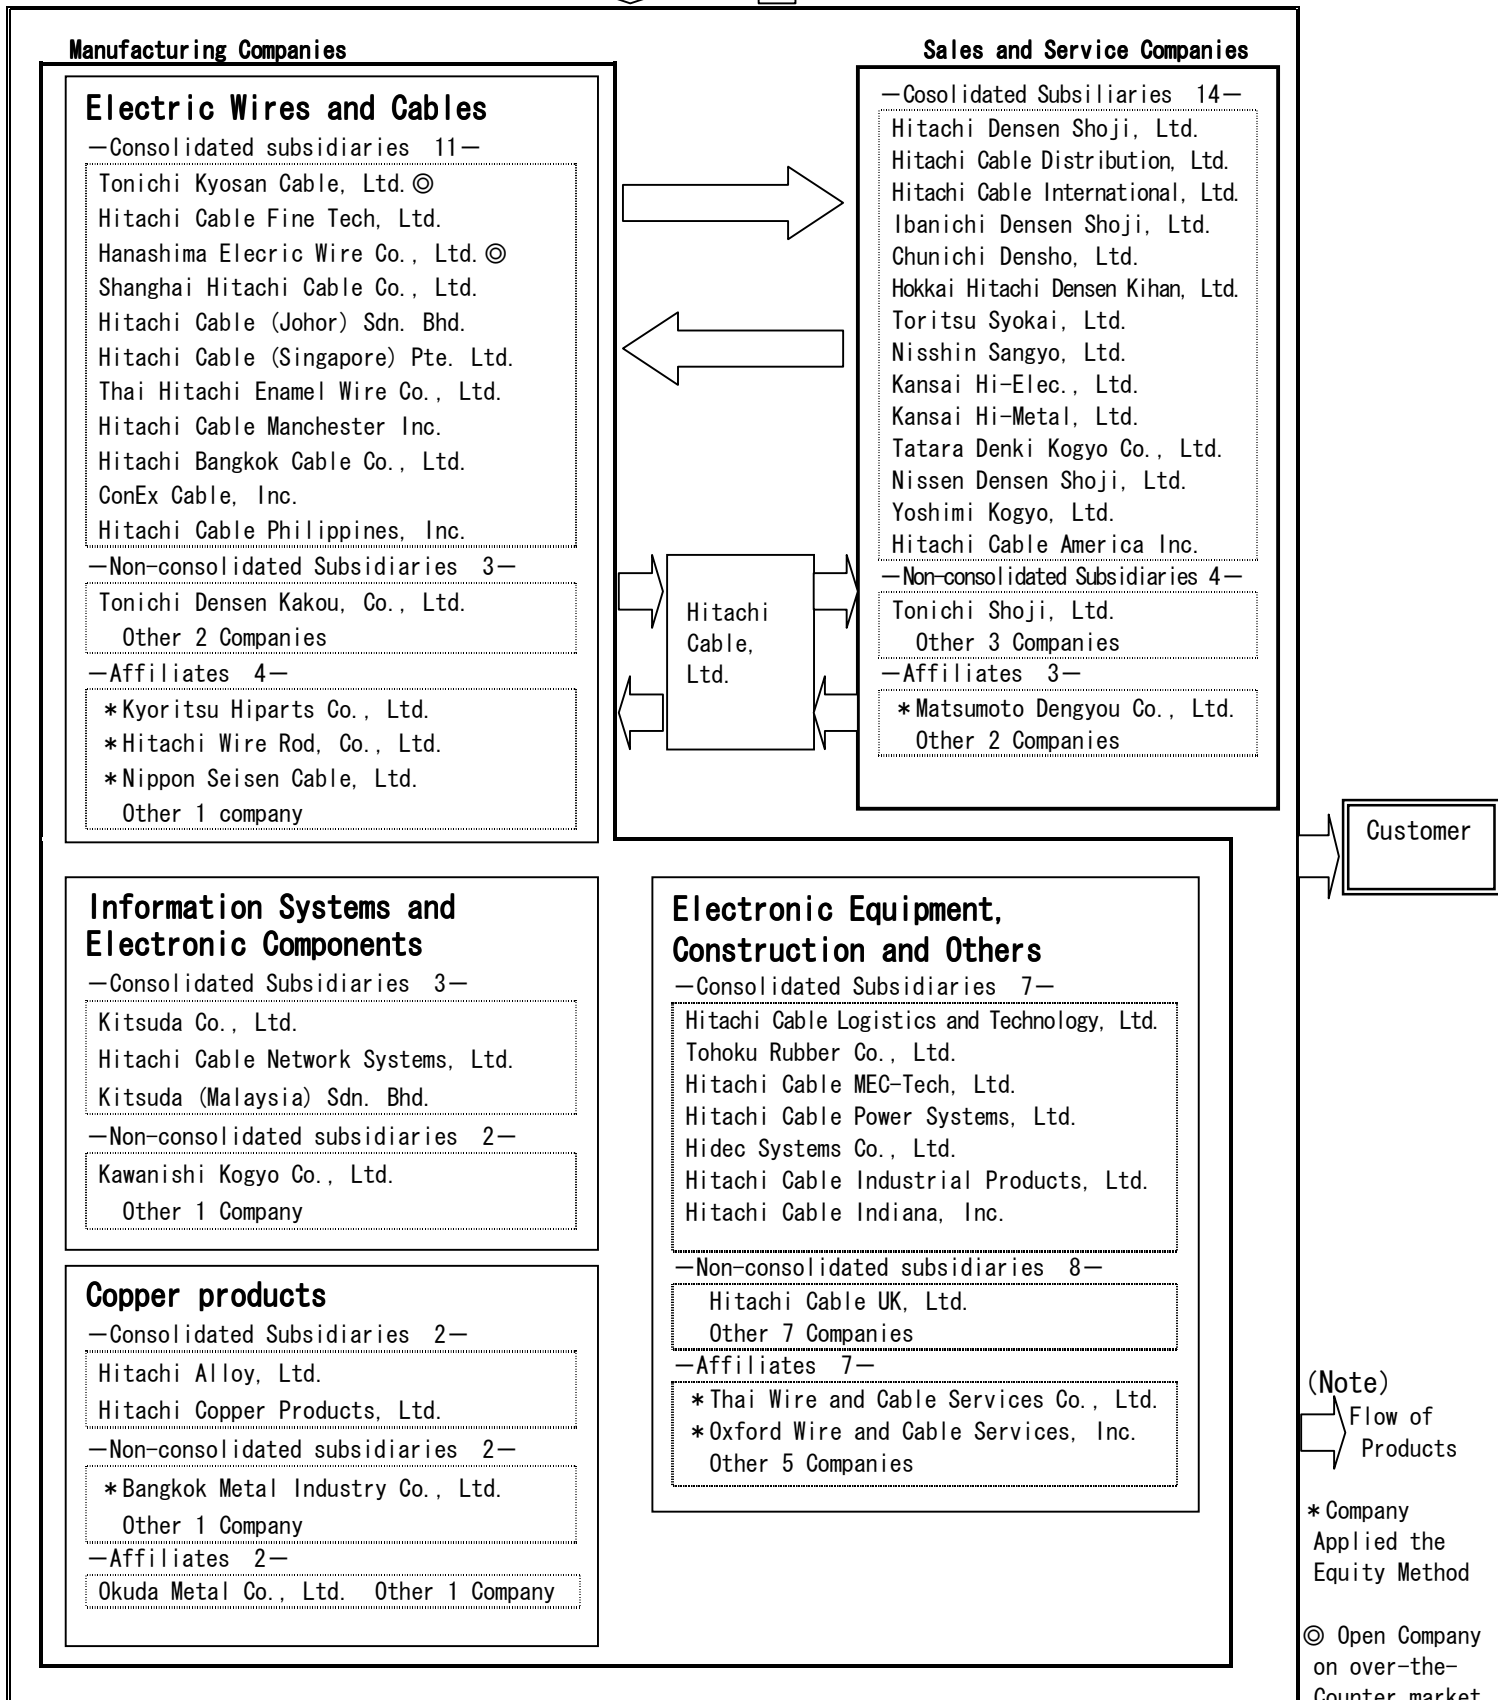 Manufacturing Companies
Electric Wires and Cables
－Consolidated subsidiaries 11－
Tonichi Kyosan Cable, Ltd.◎
Hitachi Cable Fine Tech, Ltd.
Hanashima Elecric Wire Co., Ltd.◎
Shanghai Hitachi Cable Co., Ltd.
Hitachi Cable (Johor) Sdn. Bhd.
Hitachi Cable (Singapore) Pte. Ltd.
Thai Hitachi Enamel Wire Co., Ltd.
Hitachi Cable Manchester Inc.
Hitachi Bangkok Cable Co., Ltd.
ConEx Cable, Inc.
Hitachi Cable Philippines, Inc.
－Non-consolidated Subsidiaries 3－
Tonichi Densen Kakou, Co., Ltd.
Other 2 Companies
－Affiliates 4－
＊Kyoritsu Hiparts Co., Ltd.
＊Hitachi Wire Rod, Co., Ltd.
＊Nippon Seisen Cable, Ltd.
Other 1 company
Hitachi
Cable,
Ltd.
Sales and Service Companies
－Cosolidated Subsiliaries 14－
Hitachi Densen Shoji, Ltd.
Hitachi Cable Distribution, Ltd.
Hitachi Cable International, Ltd.
Ibanichi Densen Shoji, Ltd.
Chunichi Densho, Ltd.
Hokkai Hitachi Densen Kihan, Ltd.
Toritsu Syokai, Ltd.
Nisshin Sangyo, Ltd.
Kansai Hi-Elec., Ltd.
Kansai Hi-Metal, Ltd.
Tatara Denki Kogyo Co., Ltd.
Nissen Densen Shoji, Ltd.
Yoshimi Kogyo, Ltd.
Hitachi Cable America Inc.
－Non-consolidated Subsidiaries 4－
Tonichi Shoji, Ltd.
Other 3 Companies
－Affiliates 3－
＊Matsumoto Dengyou Co., Ltd.
Other 2 Companies
Customer
Information Systems and
Electronic Components
－Consolidated Subsidiaries 3－
Kitsuda Co., Ltd.
Hitachi Cable Network Systems, Ltd.
Kitsuda (Malaysia) Sdn. Bhd.
－Non-consolidated subsidiaries 2－
Kawanishi Kogyo Co., Ltd.
Other 1 Company
Copper products
－Consolidated Subsidiaries 2－
Hitachi Alloy, Ltd.
Hitachi Copper Products, Ltd.
－Non-consolidated subsidiaries 2－
＊Bangkok Metal Industry Co., Ltd.
Other 1 Company
－Affiliates 2－
Okuda Metal Co., Ltd. Other 1 Company
Electronic Equipment,
Construction and Others
－Consolidated Subsidiaries 7－
Hitachi Cable Logistics and Technology, Ltd.
Tohoku Rubber Co., Ltd.
Hitachi Cable MEC-Tech, Ltd.
Hitachi Cable Power Systems, Ltd.
Hidec Systems Co., Ltd.
Hitachi Cable Industrial Products, Ltd.
Hitachi Cable Indiana, Inc.
－Non-consolidated subsidiaries 8－
Hitachi Cable UK, Ltd.
Other 7 Companies
－Affiliates 7－
＊Thai Wire and Cable Services Co., Ltd.
＊Oxford Wire and Cable Services, Inc.
Other 5 Companies
(Note)
Flow of
Products
＊Company
Applied the
Equity Method
◎ Open Company
on over-the-
Counter market